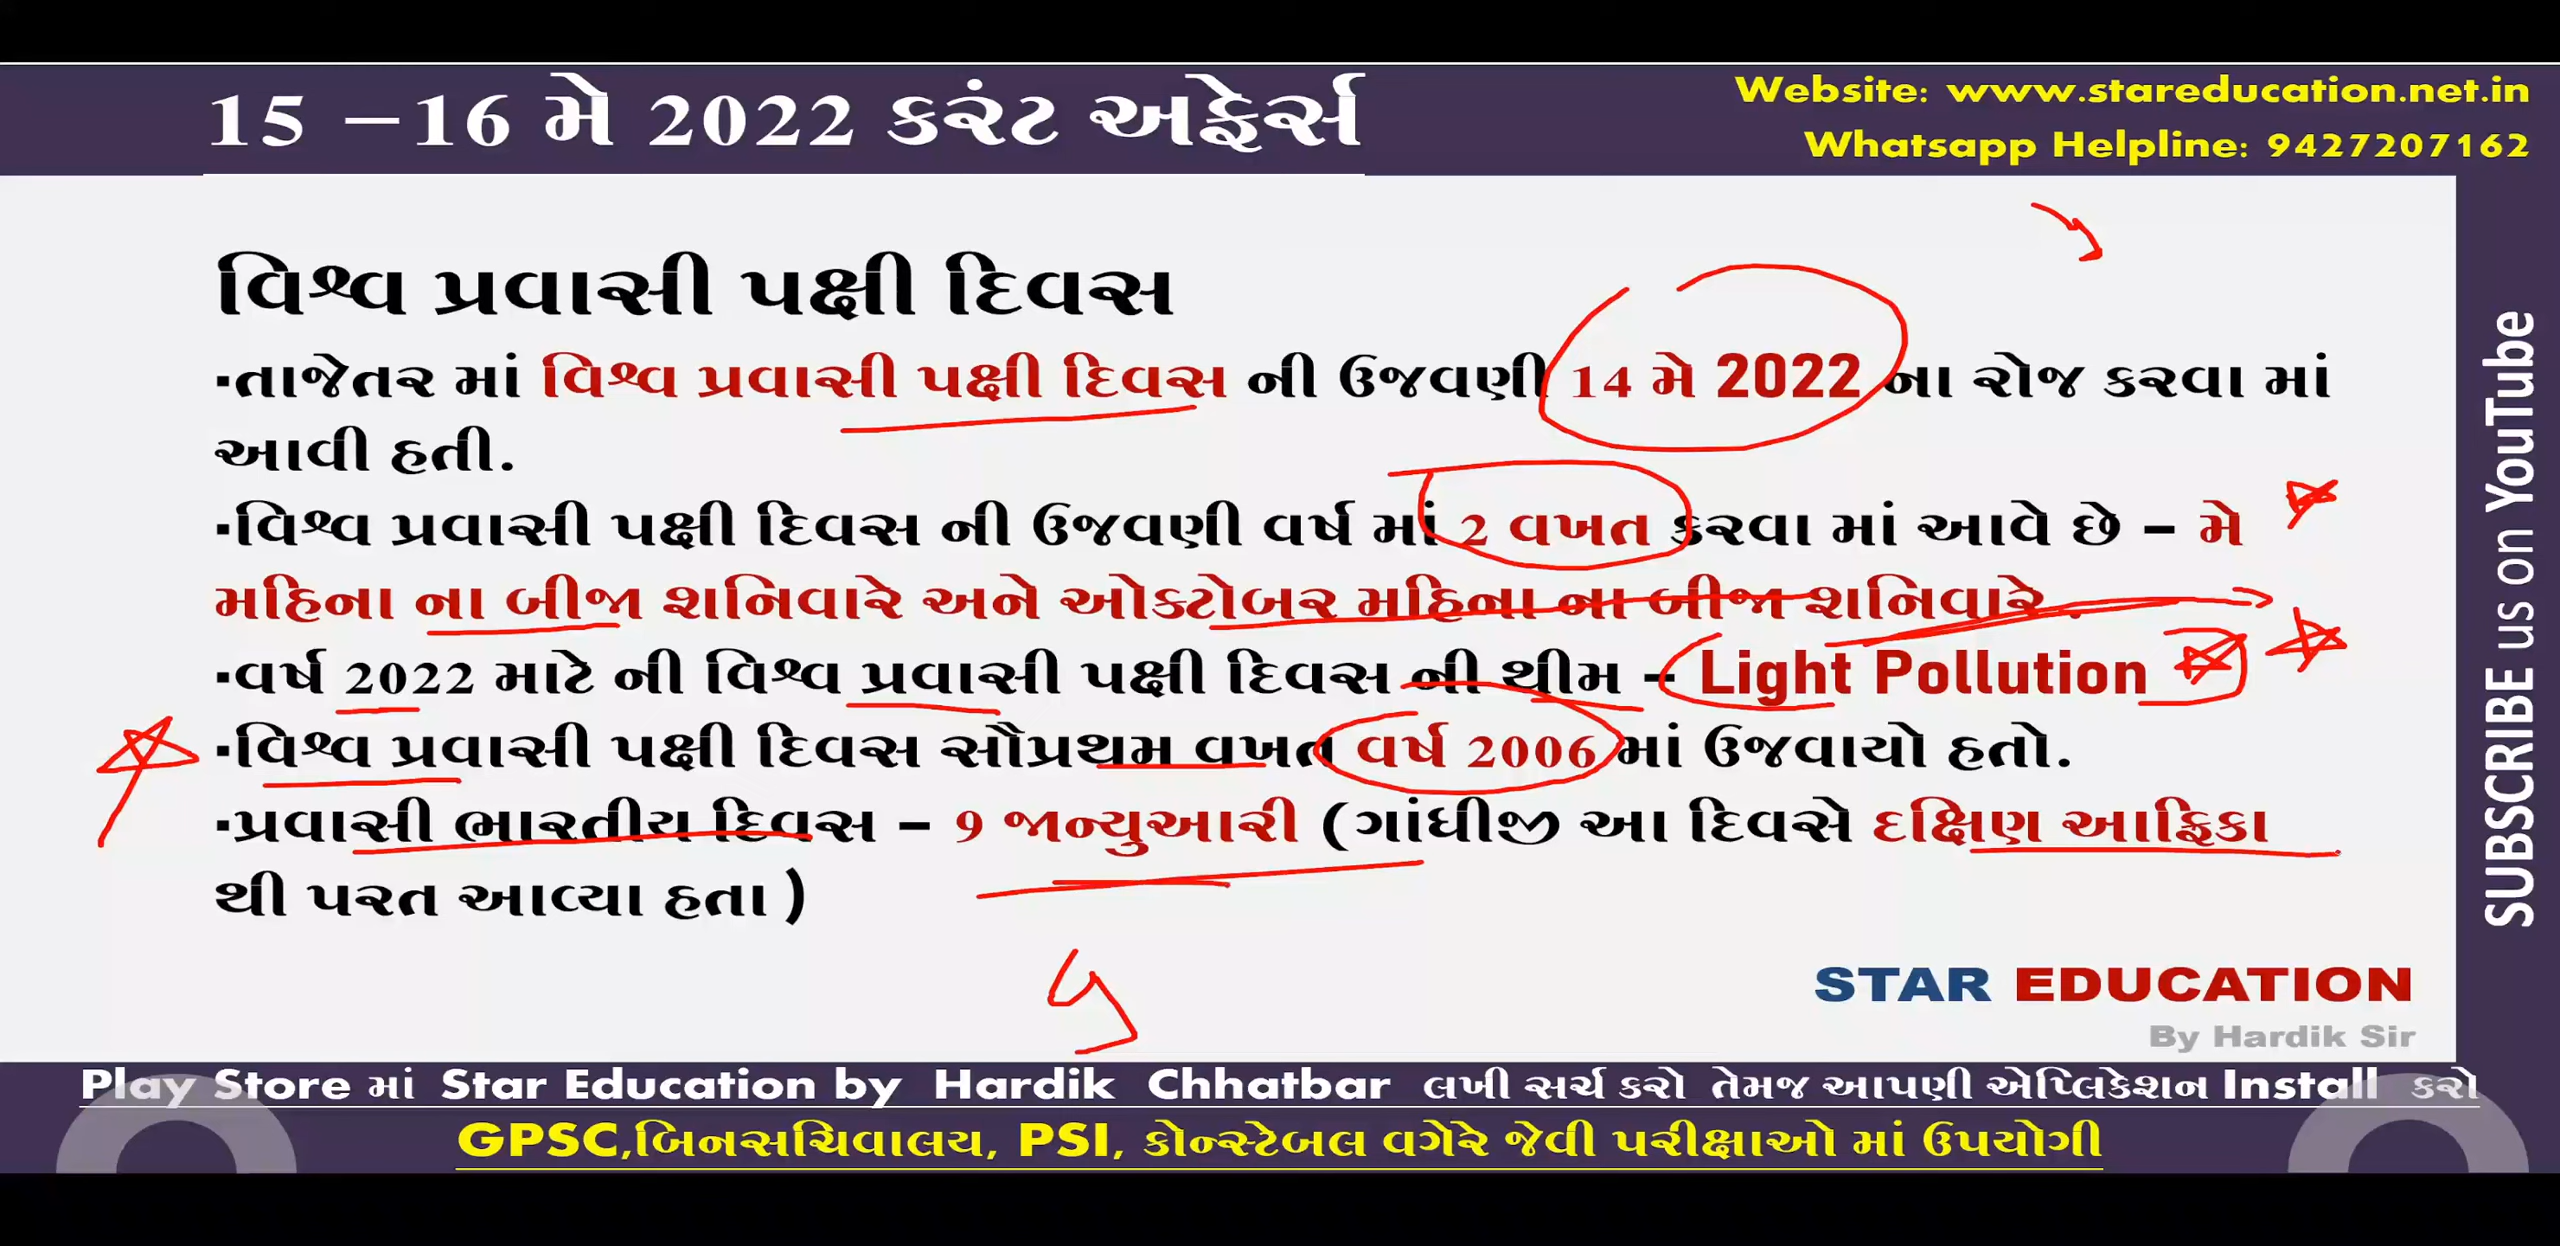 15 –16 મે 2022 કરંટ અફેર્સ
Website: www.stareducation.net.in
Whatsapp Helpline: 9427207162
વિશ્વ પ્રવાસી પક્ષી દિવસ
▪તાજેતર માં વિશ્વ પ્રવાસી પક્ષી દિવસ ની ઉજવણી 14 મે 2022 ના રોજ કરવા માં
આવી હતી.
▪વિશ્વ પ્રવાસી પક્ષી દિવસ ની ઉજવણી વર્ષ માં 2 વખત કરવા માં આવે છે – મે
મહિના ના બીજા શનિવારે અને ઓક્ટોબર મહિના ના બીજા શનિવારે .
▪વર્ષ 2022 માટે ની વિશ્વ પ્રવાસી પક્ષી દિવસ ની થીમ – Light Pollution
▪વિશ્વ પ્રવાસી પક્ષી દિવસ સૌપ્રથમ વખત વર્ષ 2006 માં ઉજવાયો હતો.
▪પ્રવાસી ભારતીય દિવસ – 9 જાન્યુઆરી (ગાંધીજી આ દિવસે દક્ષિણ આફ્રિકા
થી પરત આવ્યા હતા )
STAR EDUCATION
By Hardik Sir
SUBSCRIBE us on YouTube
Play Store માં Star Education by Hardik Chhatbar લખી સર્ચ કરો તેમજ આપણી એપ્લિકેશન Install કરો
GPSC,બિનસચિવાલય, PSI, કોન્સ્ટેબલ વગેરે જેવી પરીક્ષાઓ માં ઉપયોગી